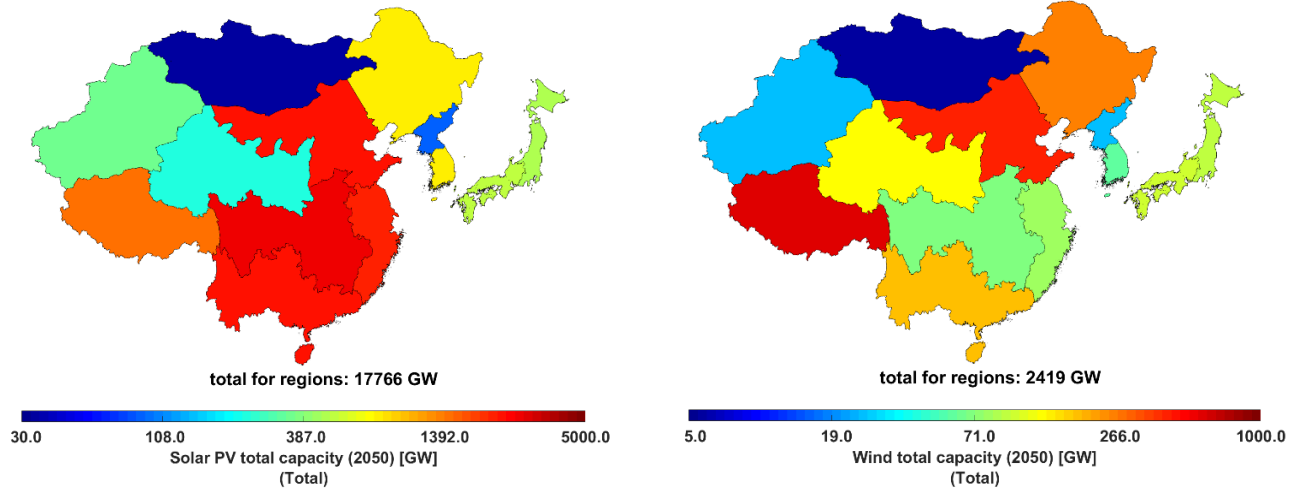 total for regions: 17766 GW
30.0 108.0 387.0 1392.0 5000.0
Solar PV total capacity (2050) [GW]
(Total)
total for regions: 2419 GW
5.0 19.0 71.0 266.0 1000.0
Wind total capacity (2050) [GW]
(Total)